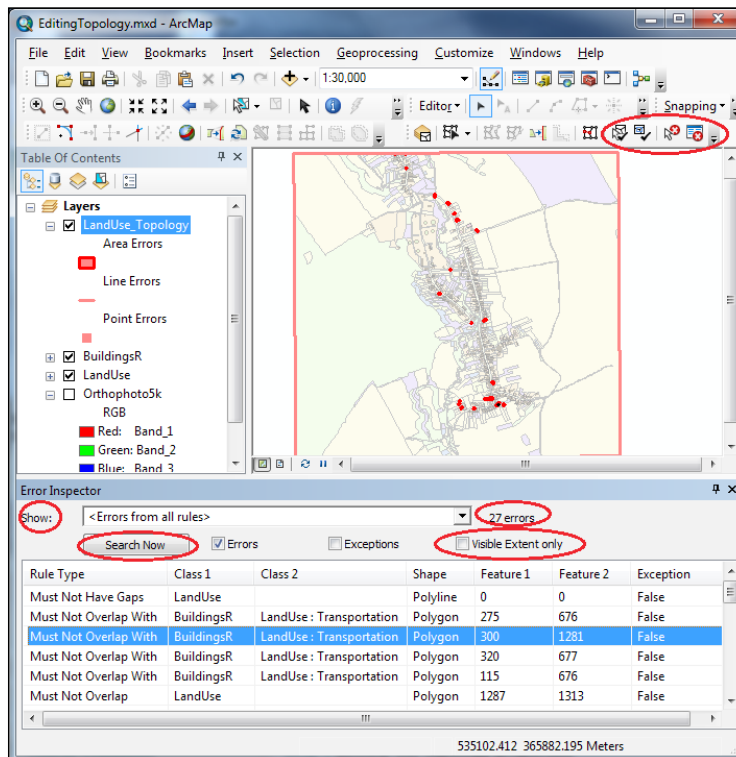 EditingTopology.mxd - ArcMap
File Edit View Bookmarks Insert Selection Geoprocessing Customize Windows Help
1:30,000
Editor Snapping
Table Of Contents
Layers
LandUse_Topology
Area Errors
Line Errors
Point Errors
BuildingsR
LandUse
Orthophoto5k
RGB
Red: Band_1
Green: Band_2
Blue: Band_3
Error Inspector
Show: <Errors from all rules> 27 errors
Search Now Errors Exceptions Visible Extent only
Rule Type Class 1 Class 2 Shape Feature 1 Feature 2 Exception
Must Not Have Gaps LandUse Polyline 0 0 False
Must Not Overlap With BuildingsR LandUse : Transportation Polygon 275 676 False
Must Not Overlap With BuildingsR LandUse : Transportation Polygon 300 1281 False
Must Not Overlap With BuildingsR LandUse : Transportation Polygon 320 677 False
Must Not Overlap With BuildingsR LandUse : Transportation Polygon 115 676 False
Must Not Overlap LandUse Polygon 1287 1313 False
535102.412 365882.195 Meters